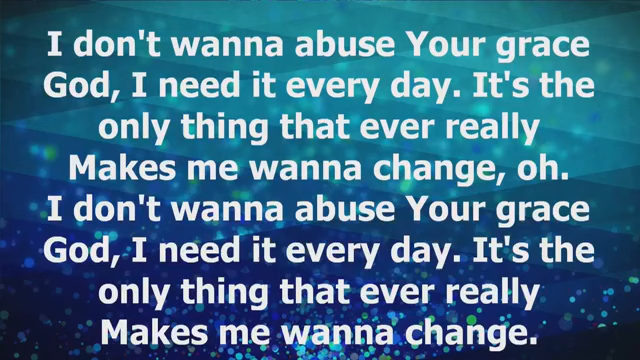 I don't wanna abuse Your grace
God, I need it every day. It's the
only thing that ever really
Makes me wanna change, oh.
I don't wanna abuse Your grace
God, I need it every day. It's the
only thing that ever really
Makes me wanna change.